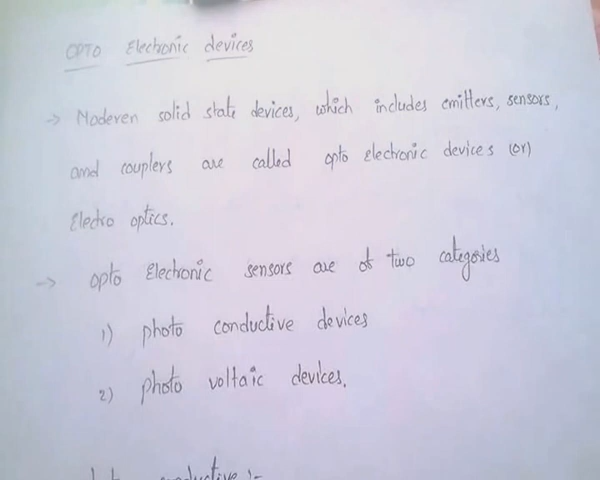 OPTO Electronic devices
→ Moderen solid state devices, which includes emitters, sensors,
and couplers are called opto electronic devices (or)
Electro optics.
→ opto Electronic sensors are of two categories
1) photo conductive devices
2) photo voltaic devices.
conductive :-